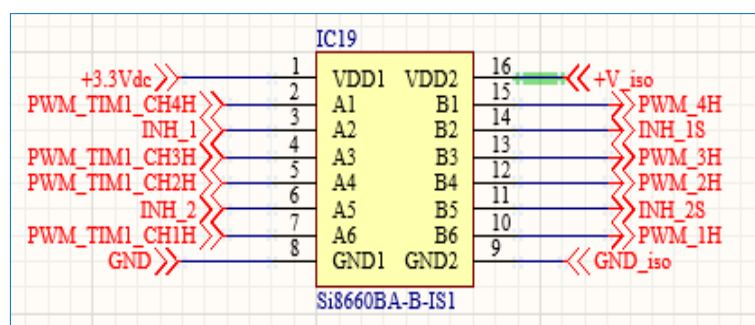 IC19
+3.3Vdc 1 VDD1 VDD2 16 +V_iso
PWM_TIM1_CH4H 2 A1 B1 15 PWM_4H
INH_1 3 A2 B2 14 INH_1S
PWM_TIM1_CH3H 4 A3 B3 13 PWM_3H
PWM_TIM1_CH2H 5 A4 B4 12 PWM_2H
INH_2 6 A5 B5 11 INH_2S
PWM_TIM1_CH1H 7 A6 B6 10 PWM_1H
GND 8 GND1 GND2 9 GND_iso
Si8660BA-B-IS1